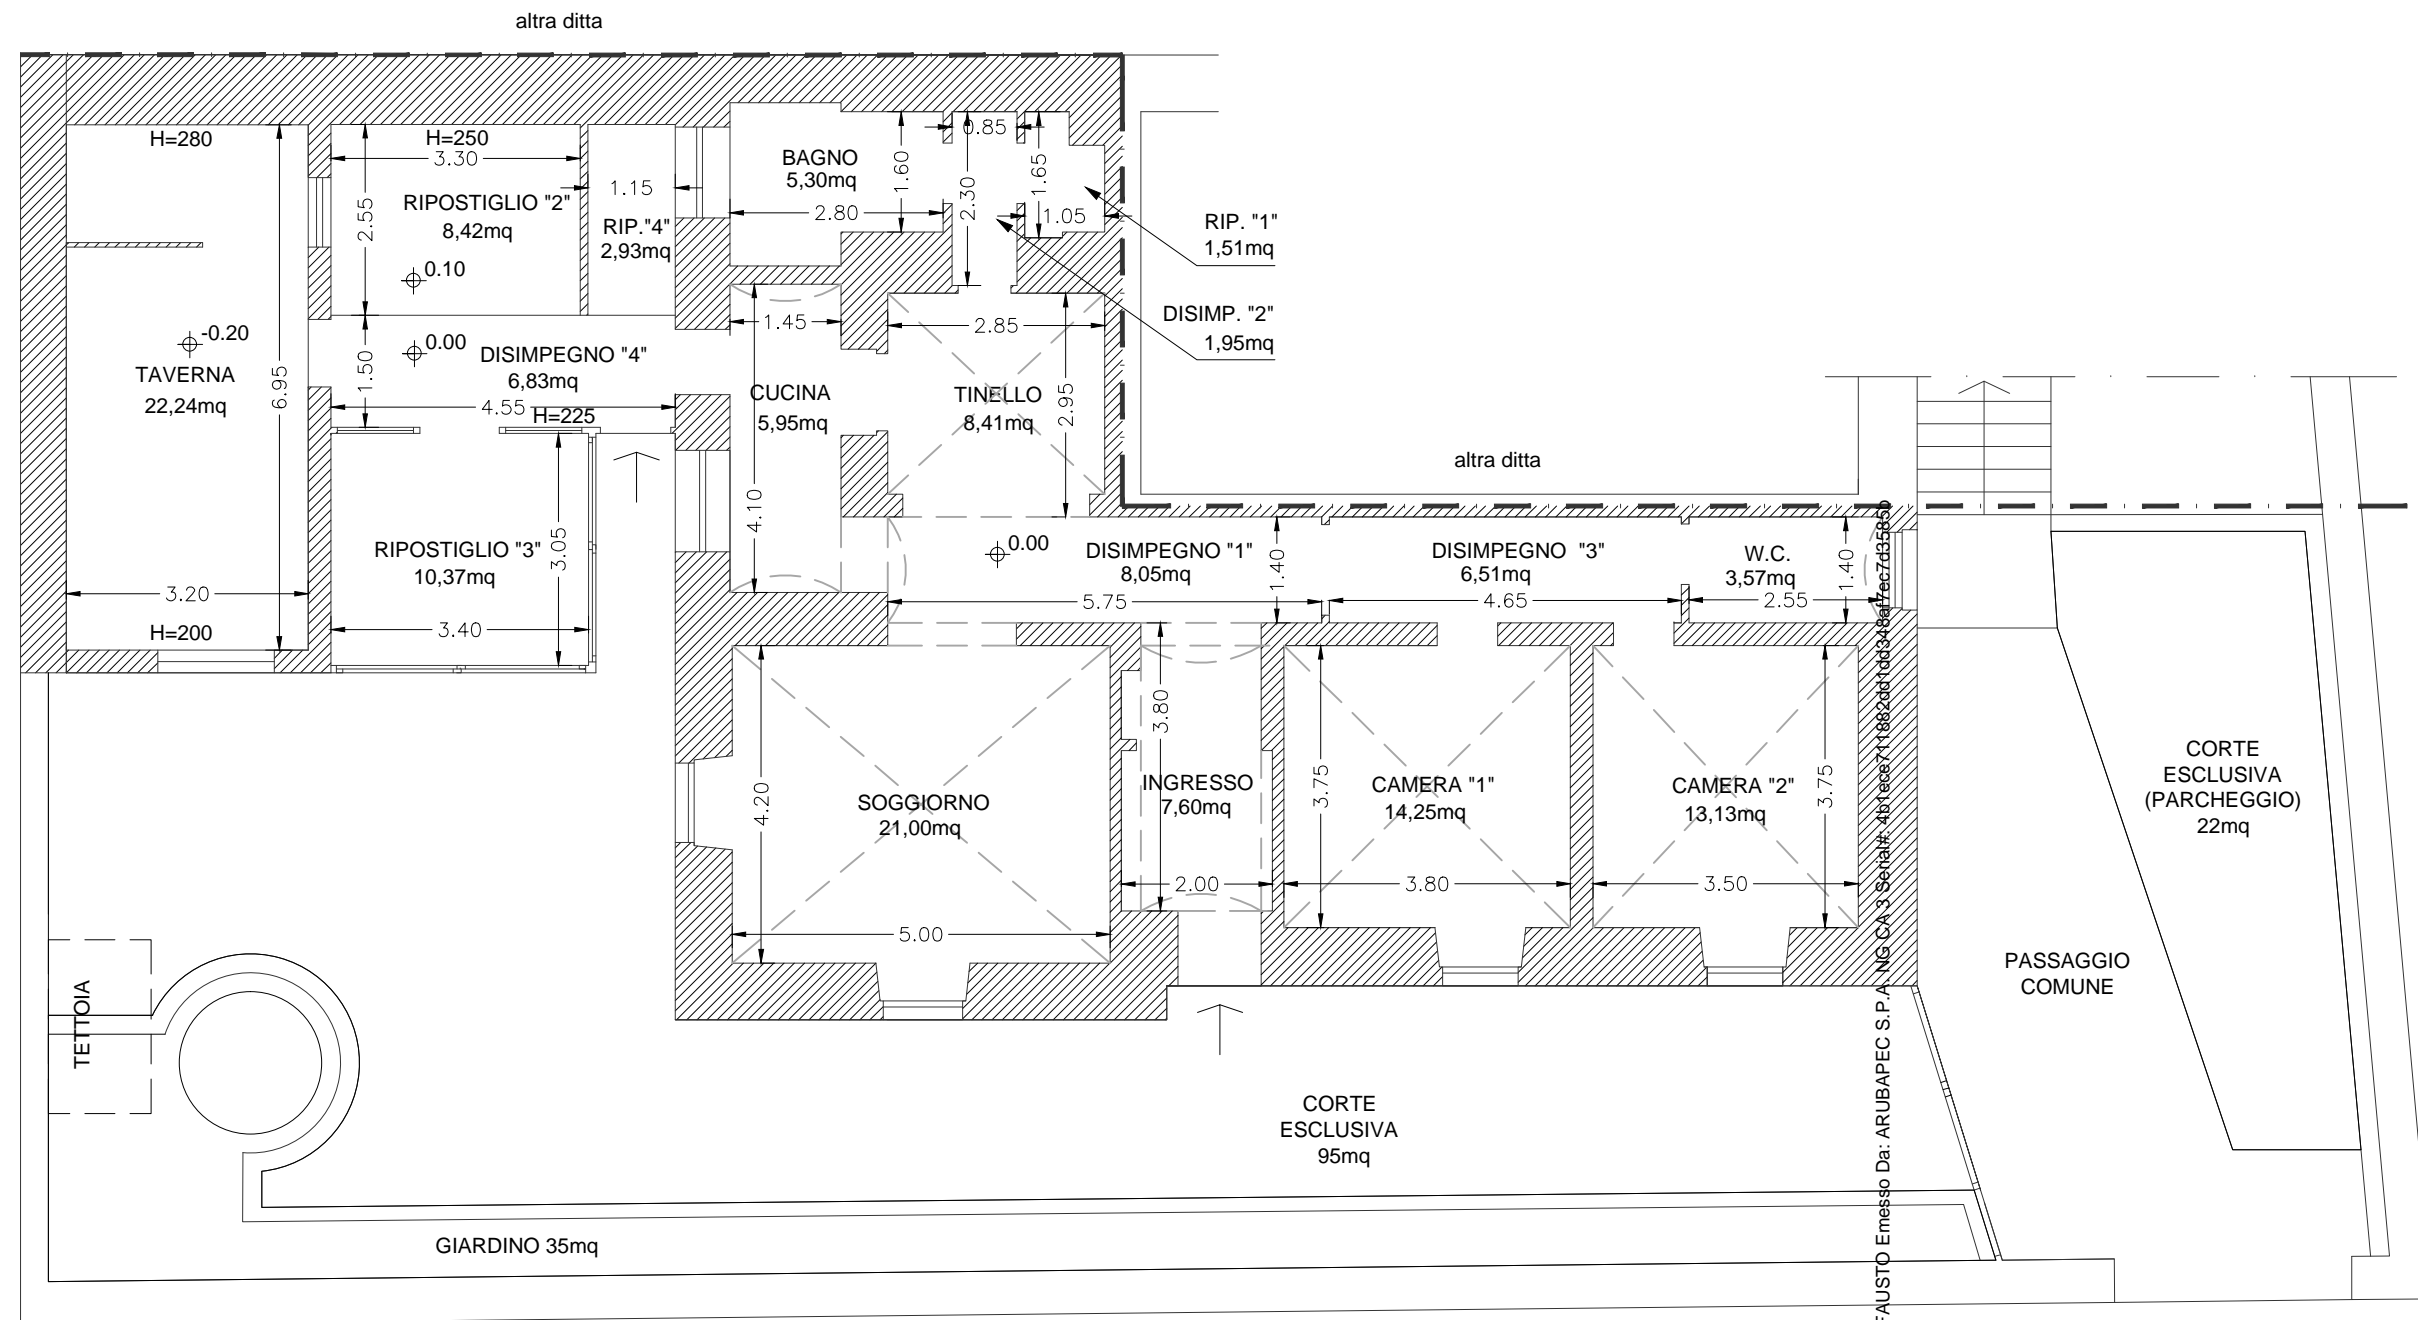 altra ditta
H=280
H=250
3.30
6.95
2.55
RIPOSTIGLIO "2"
8,42mq
0.10
1.15
RIP."4"
2,93mq
BAGNO
5,30mq
2.80
1.60
0.85
2.30
1.65
1.05
RIP. "1"
1,51mq
DISIMP. "2"
1,95mq
-0.20
TAVERNA
22,24mq
3.20
H=200
0.00
1.50
DISIMPEGNO "4"
6,83mq
4.55
H=225
1.45
CUCINA
5,95mq
4.10
2.85
TINELLO
8,41mq
2.95
altra ditta
RIPOSTIGLIO "3"
10,37mq
3.05
3.40
0.00
DISIMPEGNO "1"
8,05mq
1.40
5.75
DISIMPEGNO "3"
6,51mq
4.65
W.C.
3,57mq
1.40
2.55
4.20
SOGGIORNO
21,00mq
5.00
3.80
INGRESSO
7,60mq
2.00
3.75
CAMERA "1"
14,25mq
3.80
CAMERA "2"
13,13mq
3.75
3.50
CORTE
ESCLUSIVA
(PARCHEGGIO)
22mq
PASSAGGIO
COMUNE
TETTOIA
CORTE
ESCLUSIVA
95mq
GIARDINO 35mq
FAUSTO Emesso Da: ARUBAPEC S.P.A. NG CA 3 Serial#: